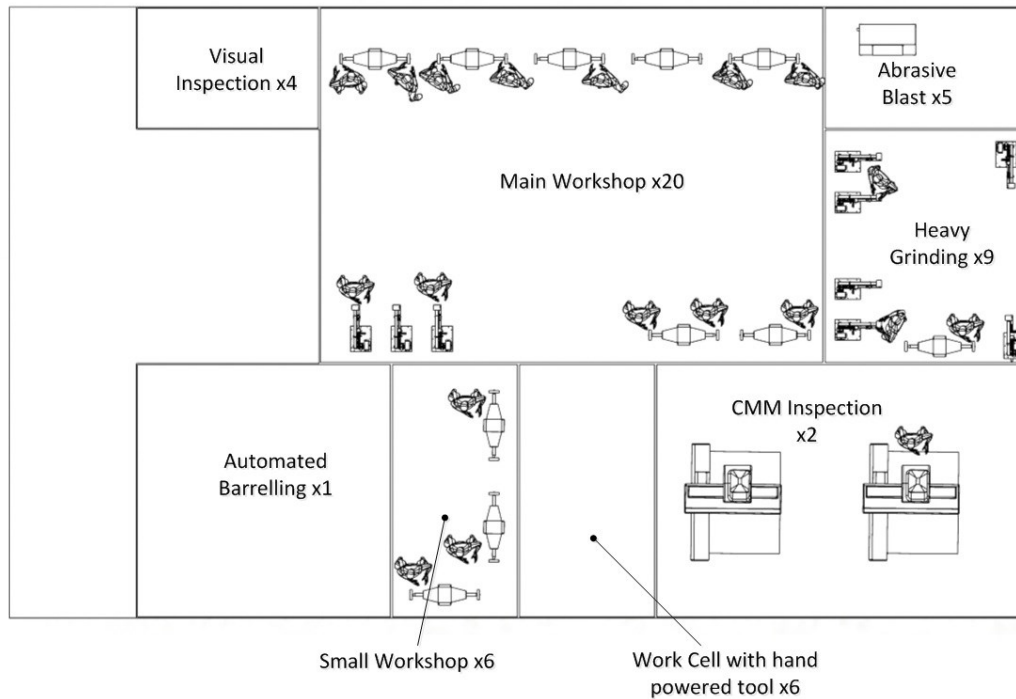 Visual
Inspection x4
Abrasive
Blast x5
Main Workshop x20
Heavy
Grinding x9
CMM Inspection
x2
Automated
Barrelling x1
Small Workshop x6
Work Cell with hand
powered tool x6